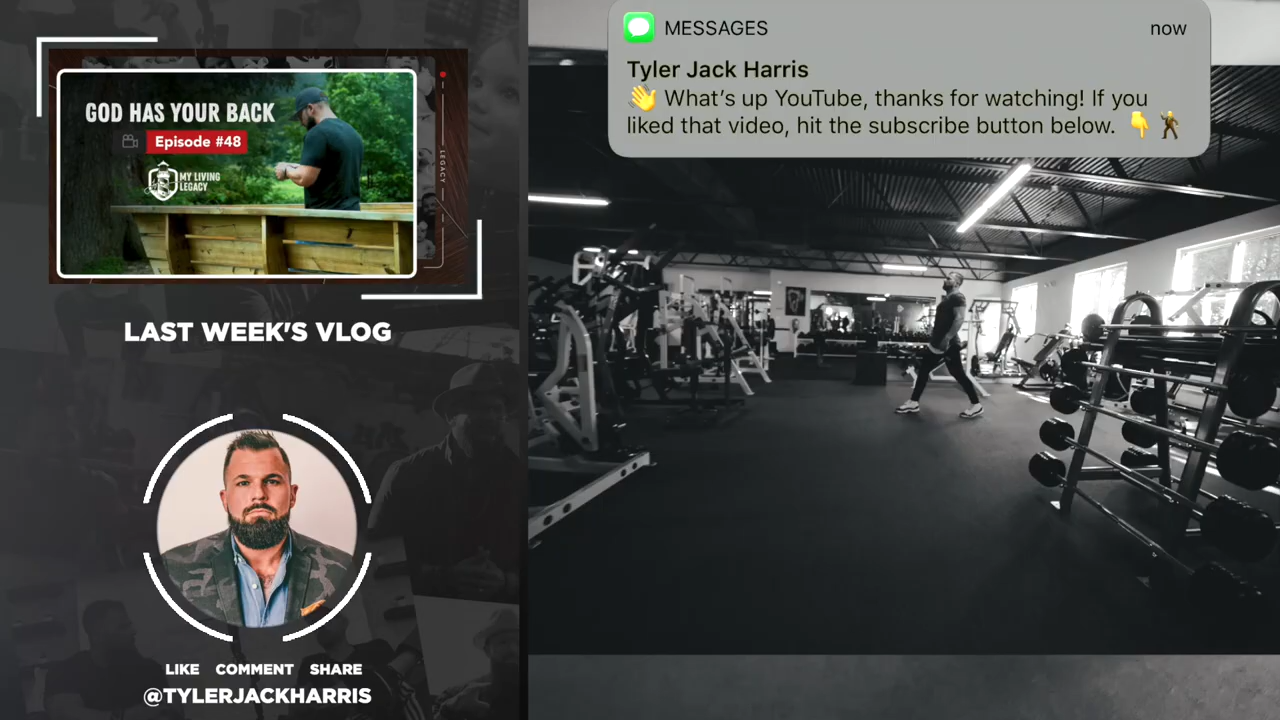 GOD HAS YOUR BACK
Episode #48
MY LIVING
LEGACY
LEGACY
LAST WEEK'S VLOG
LIKE COMMENT SHARE
@TYLERJACKHARRIS
MESSAGES
now
Tyler Jack Harris
👋 What's up YouTube, thanks for watching! If you
liked that video, hit the subscribe button below. 👇 🕺